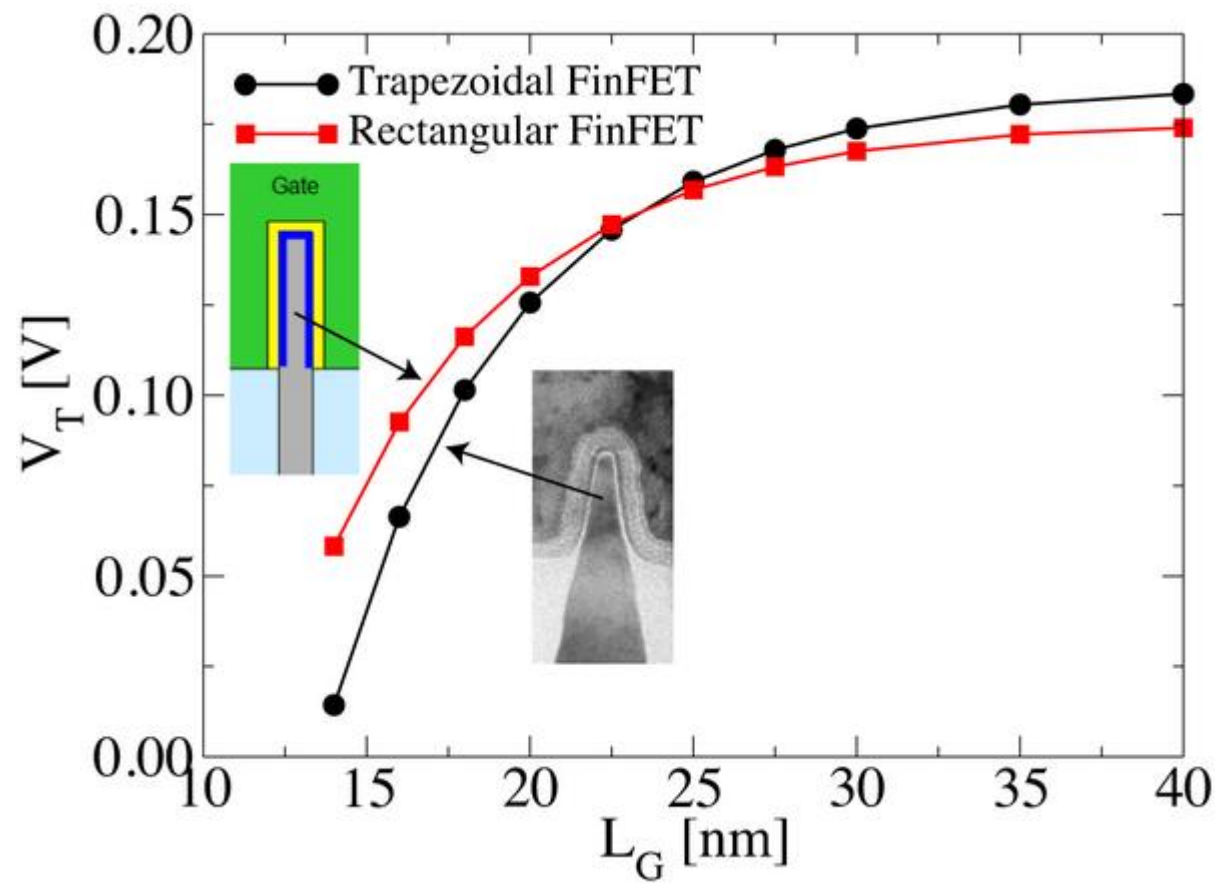 0.20
Trapezoidal FinFET
Rectangular FinFET
Gate
0.15
V_T [V]
0.10
0.05
0.00
10 15 20 25 30 35 40
L_G [nm]